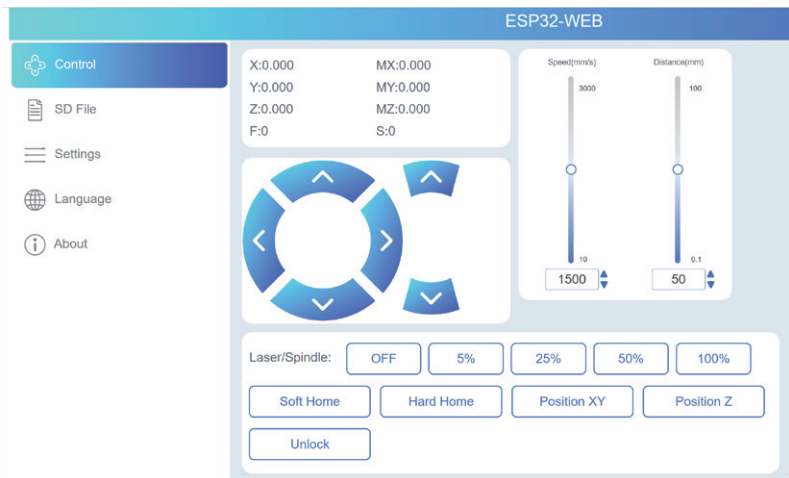 ESP32-WEB
Control
SD File
Settings
Language
About
X:0.000 MX:0.000
Y:0.000 MY:0.000
Z:0.000 MZ:0.000
F:0 S:0
Speed(mm/s) Distance(mm)
3000 100
10 0.1
1500 50
Laser/Spindle: OFF 5% 25% 50% 100%
Soft Home Hard Home Position XY Position Z
Unlock